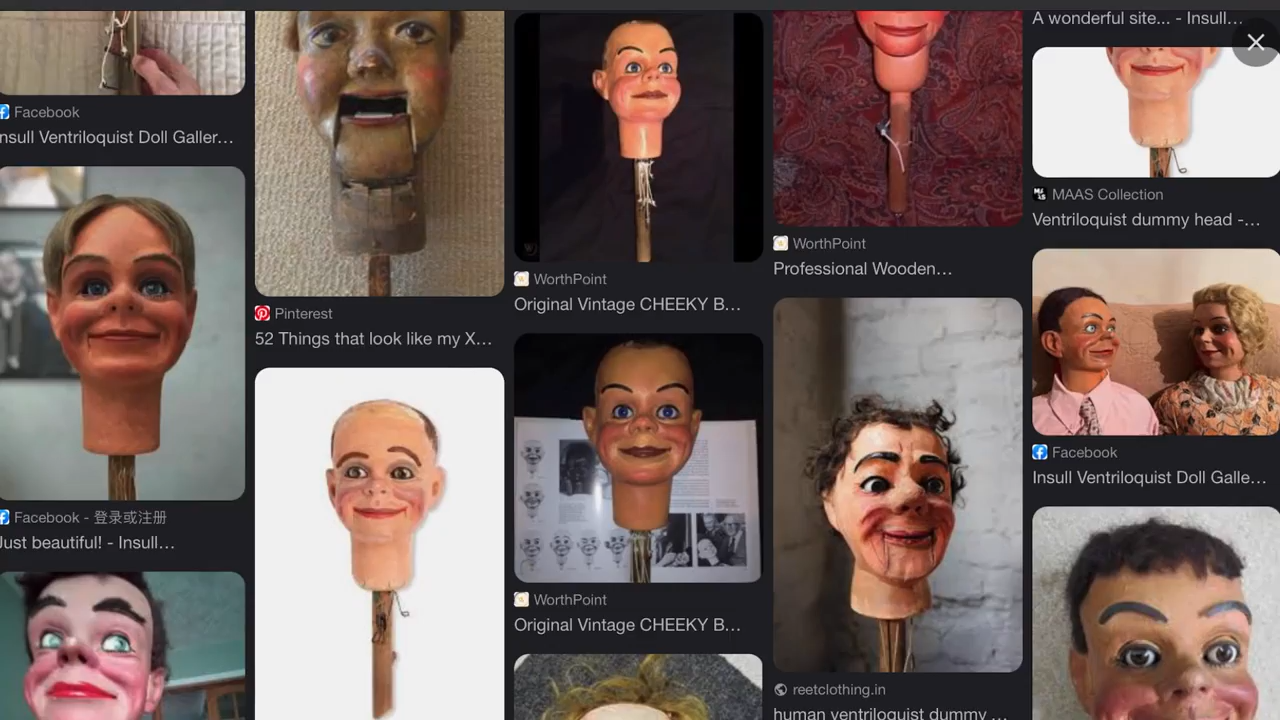 Facebook
nsull Ventriloquist Doll Galler…
Facebook - 登录或注册
Just beautiful! - Insull…
Pinterest
52 Things that look like my X…
WorthPoint
Original Vintage CHEEKY B…
WorthPoint
Original Vintage CHEEKY B…
WorthPoint
Professional Wooden…
reetclothing.in
human ventriloquist dummy …
A wonderful site... - Insull…
MAAS Collection
Ventriloquist dummy head -…
Facebook
Insull Ventriloquist Doll Galle…